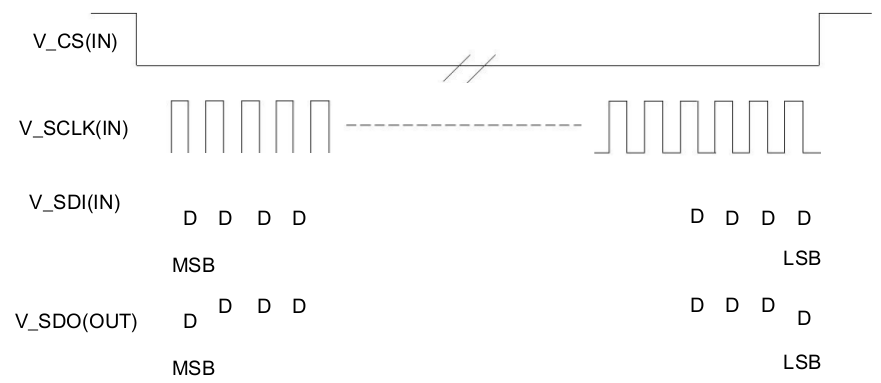 V_CS(IN)
V_SCLK(IN)
V_SDI(IN)
D D D D D D D D
MSB LSB
V_SDO(OUT)
D D D D D D D D
MSB LSB